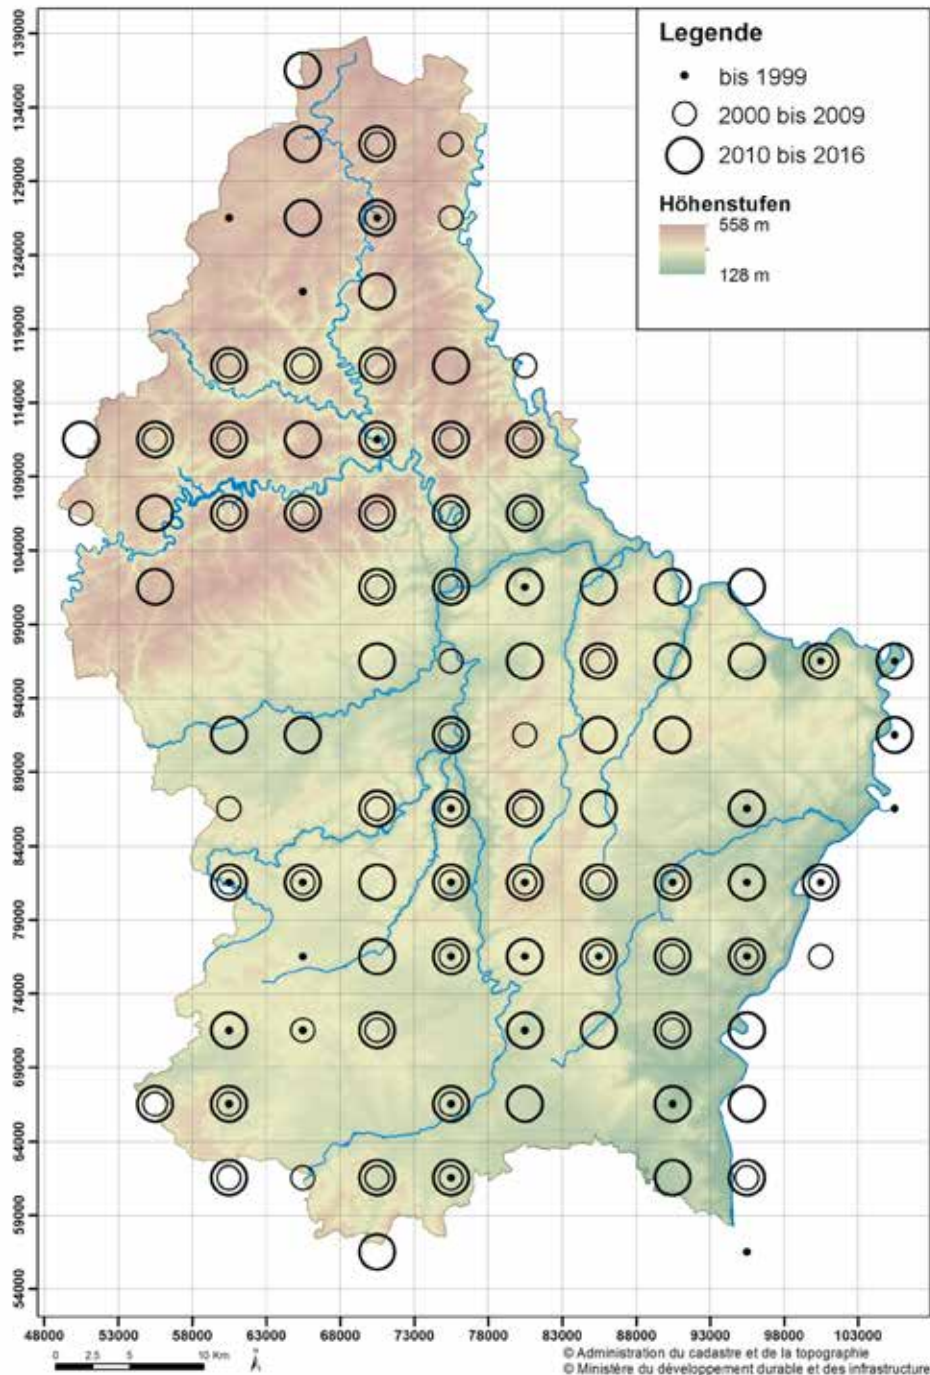 Legende
bis 1999
2000 bis 2009
2010 bis 2016
Höhenstufen
558 m
128 m
139000
134000
129000
124000
119000
114000
109000
104000
99000
94000
89000
84000
79000
74000
69000
64000
59000
54000
48000 53000 58000 63000 68000 73000 78000 83000 88000 93000 98000 103000
0 2.5 5 10 Km
N
© Administration du cadastre et de la topographie
© Ministère du développement durable et des infrastructure